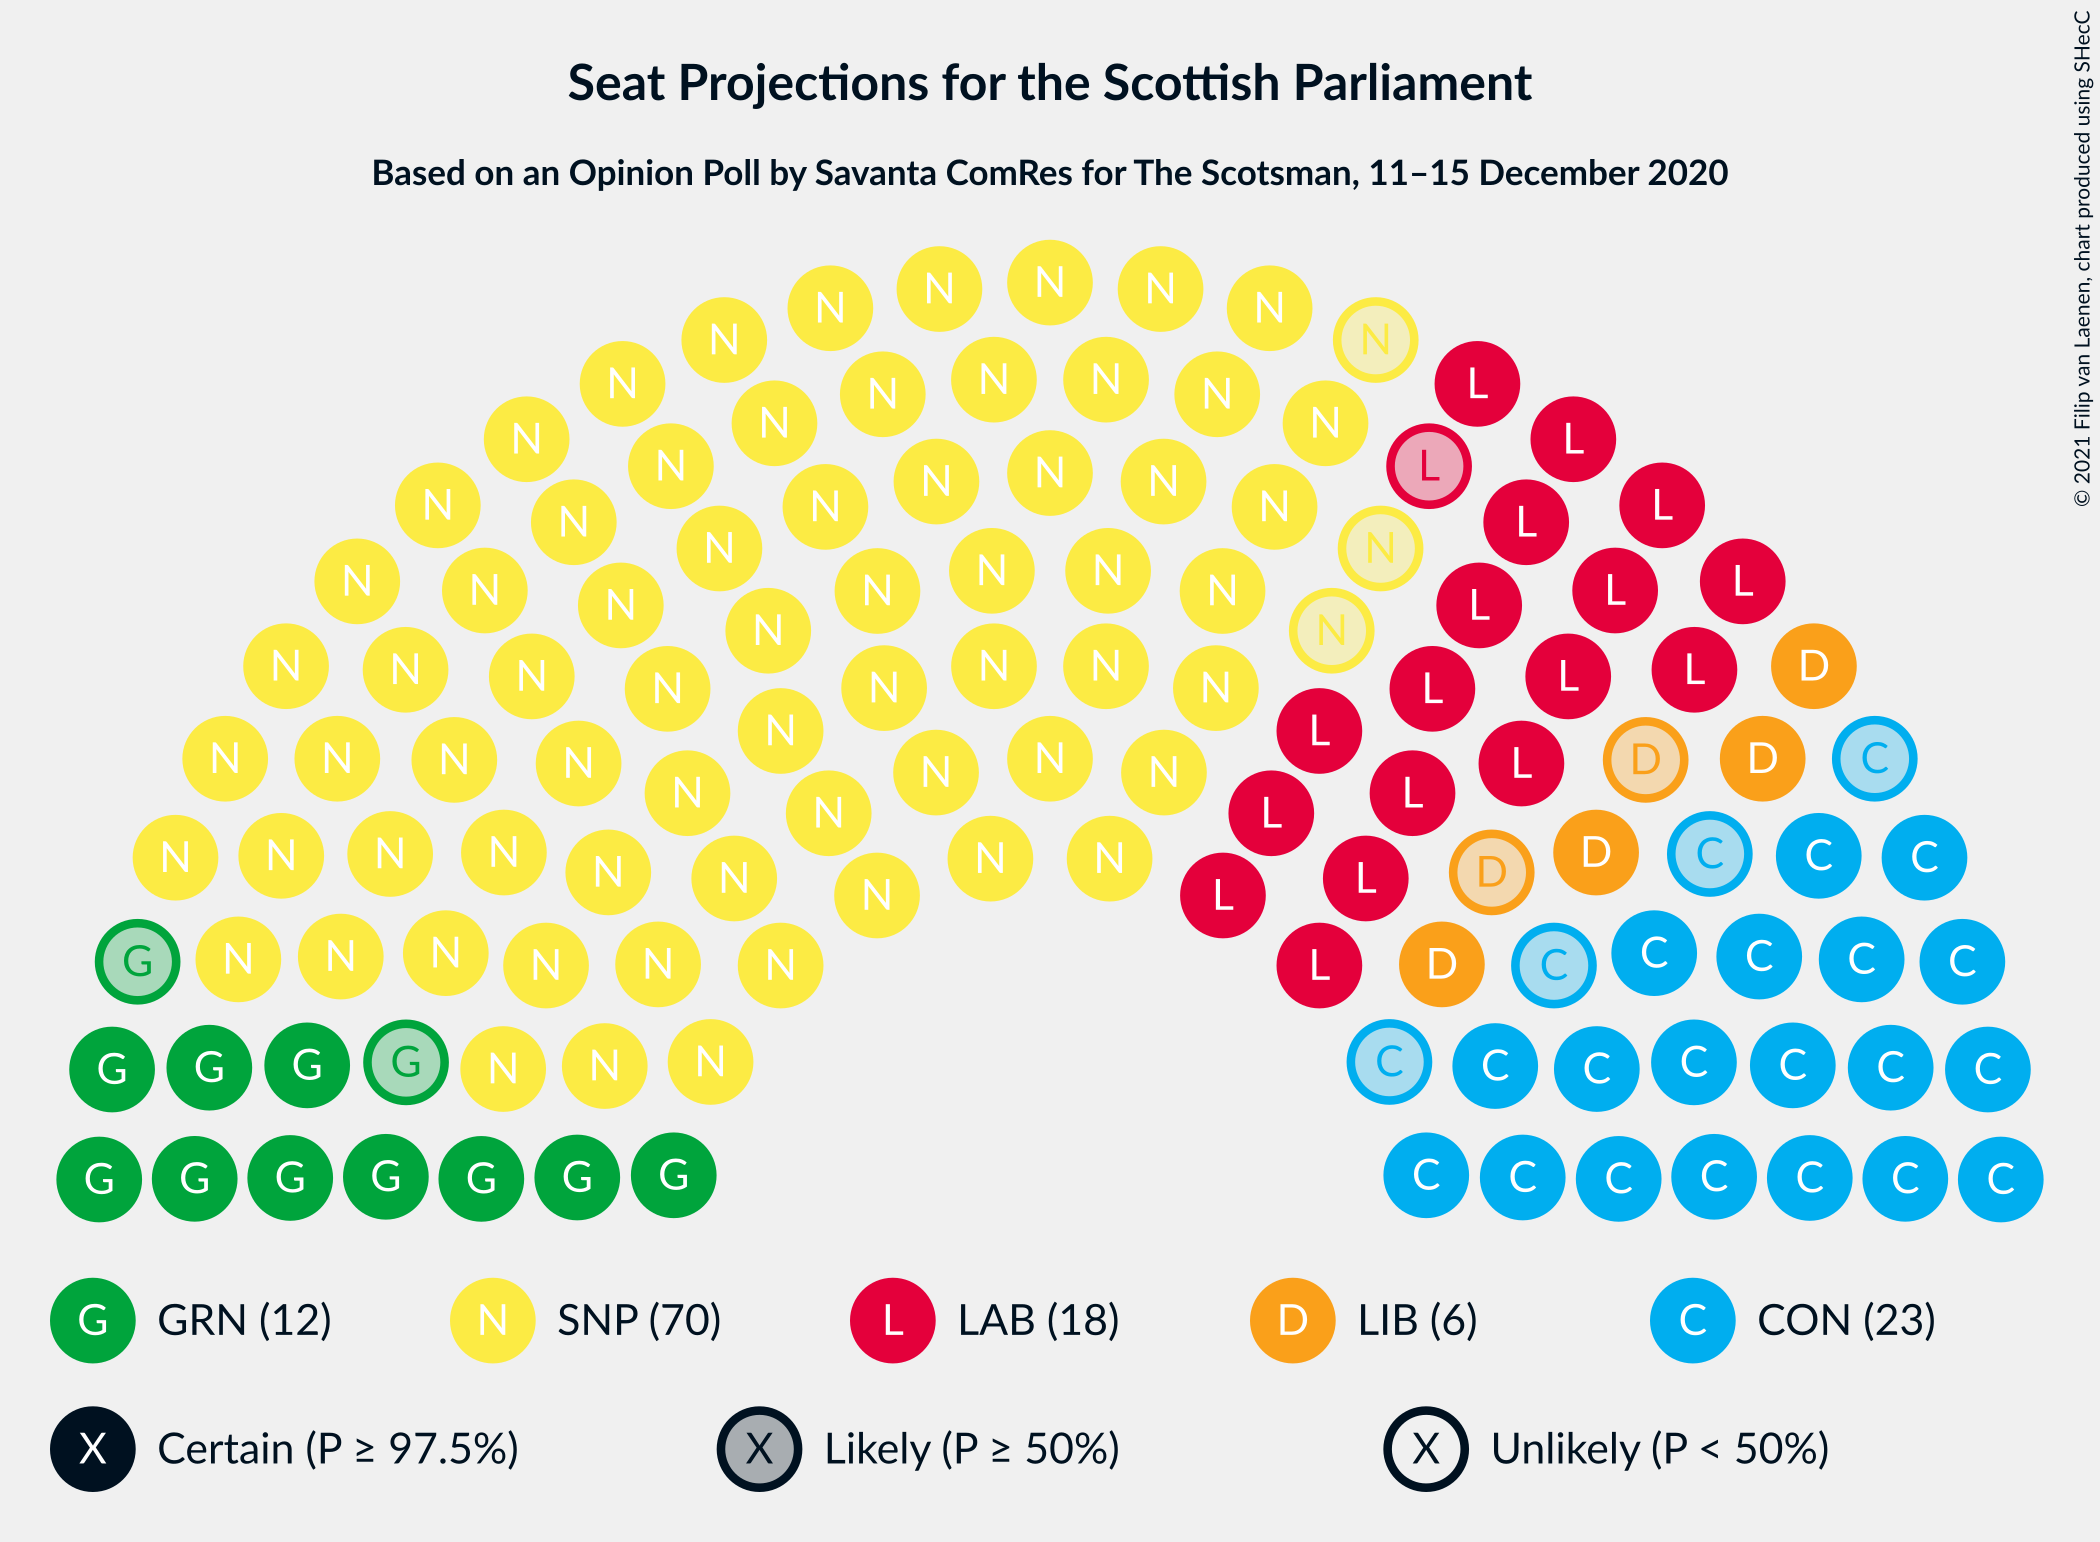 Seat Projections for the Scottish Parliament
Based on an Opinion Poll by Savanta ComRes for The Scotsman, 11–15 December 2020
© 2021 Filip van Laenen, chart produced using SHecC
N N N N N N N
N N N N N N L
N N N N L L
N N N N N N L
N N N N N L
N N N N N L
N N N N L L
N N N N L L
N N N N N N L L D
N N N N L L
N N N N N N L D D C
N N N N L L
N N N N N N L D D C C C
N N N L L
G N N N N N N L D C C C C C
G G G G N N N C C C C C C C
G G G G G G G C C C C C C C
G GRN (12) N SNP (70) L LAB (18) D LIB (6) C CON (23)
X Certain (P ≥ 97.5%) X Likely (P ≥ 50%) X Unlikely (P < 50%)